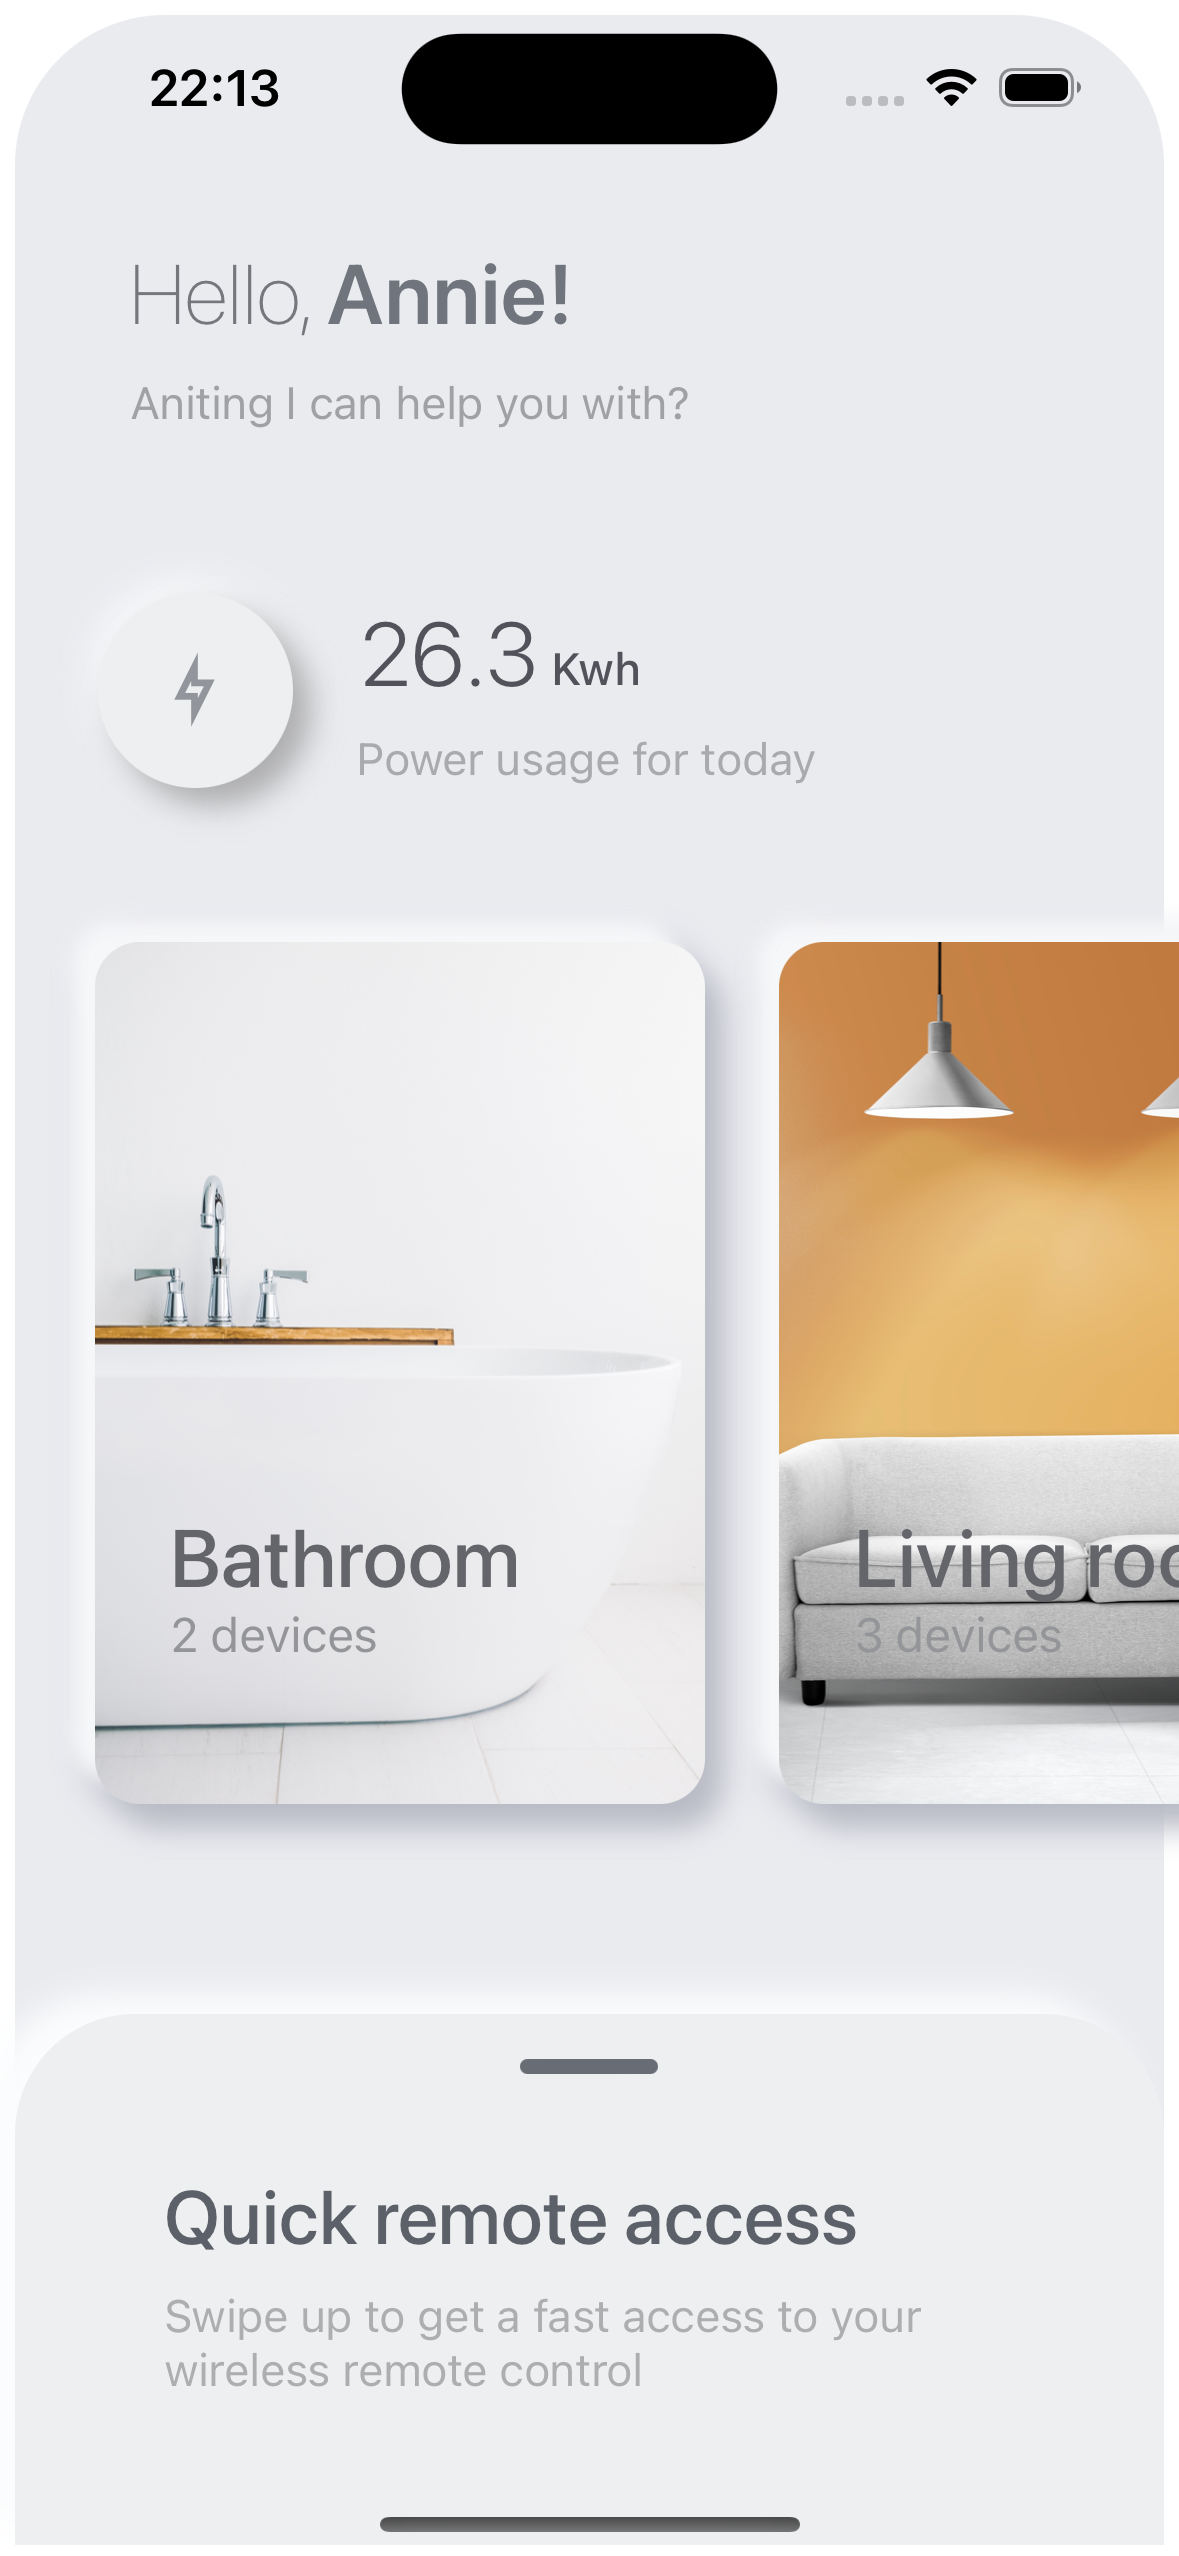 22:13
Hello, Annie!
Aniting I can help you with?
26.3 Kwh
Power usage for today
Bathroom
2 devices
Living
3 devices
Quick remote access
Swipe up to get a fast access to your
wireless remote control